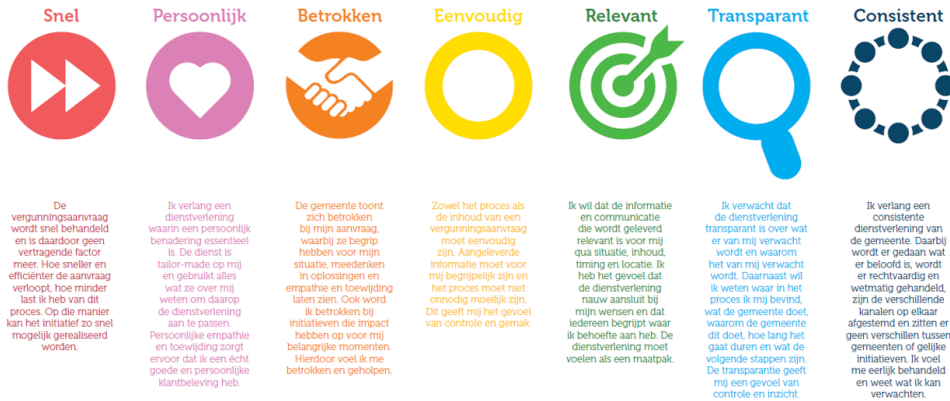 Snel
De
vergunningsaanvraag
wordt snel behandeld
en is daardoor geen
vertragende factor
meer. Hoe sneller en
efficiënter de aanvraag
verloopt, hoe minder
last ik heb van dit
proces. Op die manier
kan het initiatief zo snel
mogelijk gerealiseerd
worden.
Persoonlijk
Ik verlang een
dienstverlening
waarin een persoonlijk
benadering essentieel
is. De dienst is
tailor-made op mij
en gebruikt alles
wat ze over mij
weten om daarop
de dienstverlening
aan te passen.
Persoonlijke empathie
en toewijding zorgt
ervoor dat ik een écht
goede en persoonlijke
klantbeleving heb.
Betrokken
De gemeente toont
zich betrokken
bij mijn aanvraag,
waarbij ze begrip
hebben voor mijn
situatie, meedenken
in oplossingen en
empathie en toewijding
laten zien. Ook word
ik betrokken bij
initiatieven die impact
hebben op voor mij
belangrijke momenten.
Hierdoor voel ik me
betrokken en geholpen.
Eenvoudig
Zowel het proces als
de inhoud van een
vergunningsaanvraag
moet eenvoudig
zijn. Aangeleverde
informatie moet voor
mij begrijpelijk zijn en
het proces moet niet
onnodig moeilijk zijn.
Dit geeft mij het gevoel
van controle en gemak.
Relevant
Ik wil dat de informatie
en communicatie
die wordt geleverd
relevant is voor mij
qua situatie, inhoud,
timing en locatie. Ik
heb het gevoel dat
de dienstverlening
nauw aansluit bij
mijn wensen en dat
iedereen begrijpt waar
ik behoefte aan heb. De
dienstverlening moet
voelen als een maatpak.
Transparant
Ik verwacht dat
de dienstverlening
transparant is over wat
er van mij verwacht
wordt en waarom
het van mij verwacht
wordt. Daarnaast wil
ik weten waar in het
proces ik mij bevind,
wat de gemeente doet,
waarom de gemeente
dit doet, hoe lang het
gaat duren en wat de
volgende stappen zijn.
De transparantie geeft
mij een gevoel van
controle en inzicht.
Consistent
Ik verlang een
consistente
dienstverlening van
de gemeente. Daarbij
wordt er gedaan wat
er beloofd is, wordt
er rechtvaardig en
wetmatig gehandeld,
zijn de verschillende
kanalen op elkaar
afgestemd en zitten er
geen verschillen tussen
gemeenten of gelijke
initiatieven. Ik voel
me eerlijk behandeld
en weet wat ik kan
verwachten.